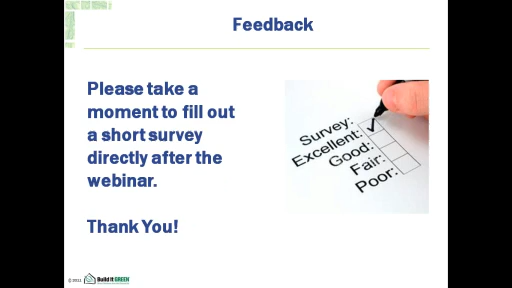 Feedback
Please take a
moment to fill out
a short survey
directly after the
webinar.
Thank You!
Survey:
Excellent:
Good:
Fair:
Poor:
© 2011
Build It GREEN